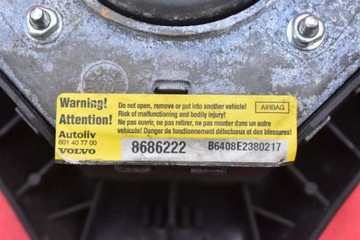 Warning!
Attention!
Autoliv
601 40 77 00
VOLVO
Do not open, remove or put into another vehicle!
Risk of malfunctioning and bodily injury!
Ne pas ouvrir, ne pas retirer, ne pas monter dans un autre
vehicule! Danger de fonctionnement défectueux et des blessures!
AIRBAG
8686222
B6408E2380217